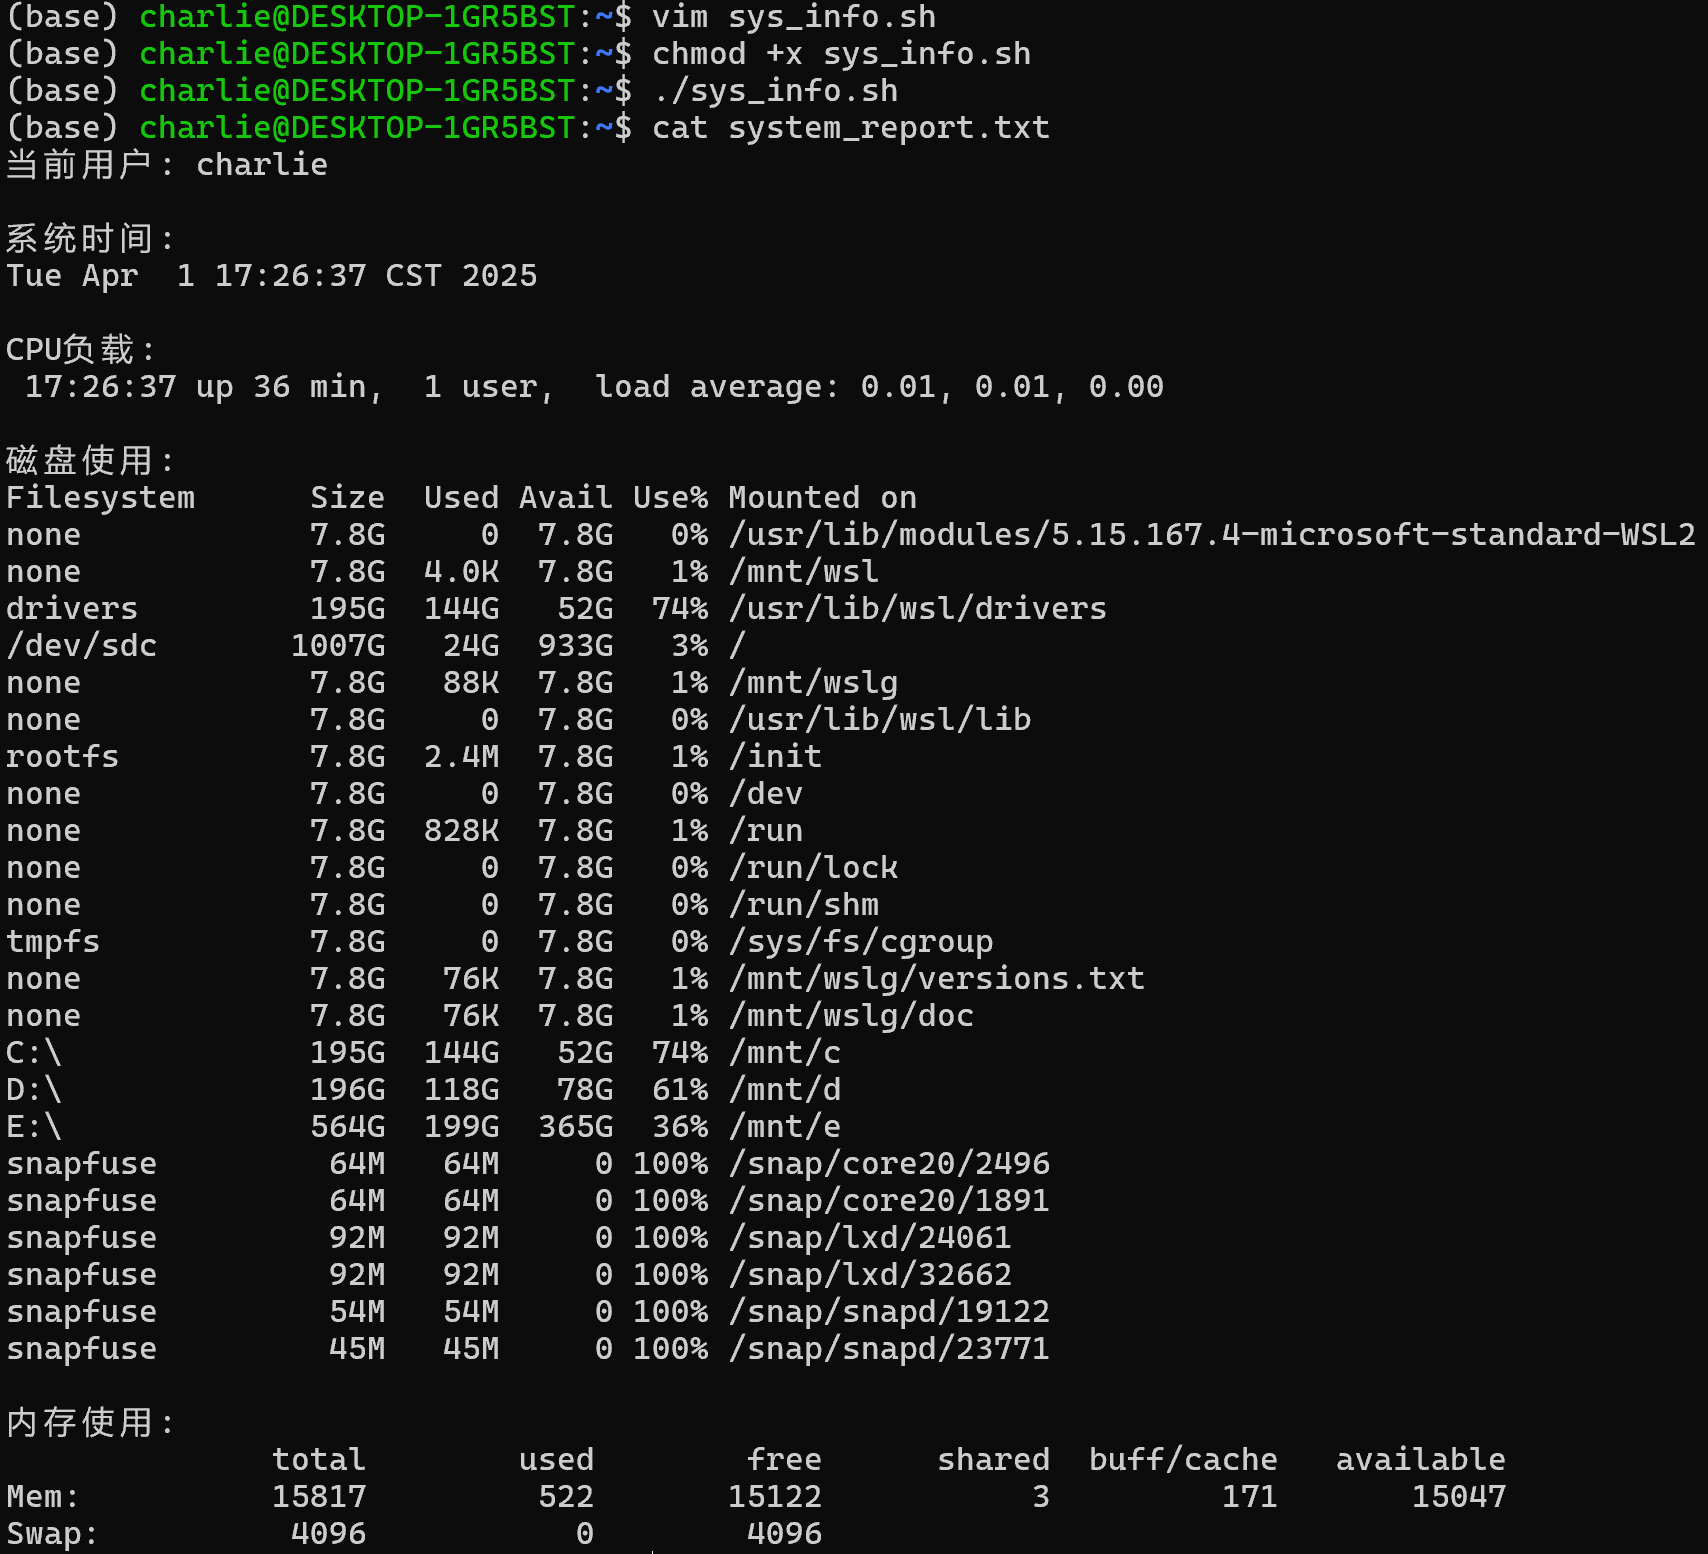 (base) charlie@DESKTOP-1GR5BST:~$ vim sys_info.sh
(base) charlie@DESKTOP-1GR5BST:~$ chmod +x sys_info.sh
(base) charlie@DESKTOP-1GR5BST:~$ ./sys_info.sh
(base) charlie@DESKTOP-1GR5BST:~$ cat system_report.txt
当前用户: charlie
系统时间:
Tue Apr  1 17:26:37 CST 2025
CPU负载:
 17:26:37 up 36 min,  1 user,  load average: 0.01, 0.01, 0.00
磁盘使用:
Filesystem      Size  Used Avail Use% Mounted on
none            7.8G     0  7.8G   0% /usr/lib/modules/5.15.167.4-microsoft-standard-WSL2
none            7.8G  4.0K  7.8G   1% /mnt/wsl
drivers         195G  144G   52G  74% /usr/lib/wsl/drivers
/dev/sdc       1007G   24G  933G   3% /
none            7.8G   88K  7.8G   1% /mnt/wslg
none            7.8G     0  7.8G   0% /usr/lib/wsl/lib
rootfs          7.8G  2.4M  7.8G   1% /init
none            7.8G     0  7.8G   0% /dev
none            7.8G  828K  7.8G   1% /run
none            7.8G     0  7.8G   0% /run/lock
none            7.8G     0  7.8G   0% /run/shm
tmpfs           7.8G     0  7.8G   0% /sys/fs/cgroup
none            7.8G   76K  7.8G   1% /mnt/wslg/versions.txt
none            7.8G   76K  7.8G   1% /mnt/wslg/doc
C:\             195G  144G   52G  74% /mnt/c
D:\             196G  118G   78G  61% /mnt/d
E:\             564G  199G  365G  36% /mnt/e
snapfuse         64M   64M     0 100% /snap/core20/2496
snapfuse         64M   64M     0 100% /snap/core20/1891
snapfuse         92M   92M     0 100% /snap/lxd/24061
snapfuse         92M   92M     0 100% /snap/lxd/32662
snapfuse         54M   54M     0 100% /snap/snapd/19122
snapfuse         45M   45M     0 100% /snap/snapd/23771
内存使用:
              total        used        free      shared  buff/cache   available
Mem:          15817         522       15122           3         171       15047
Swap:          4096           0        4096